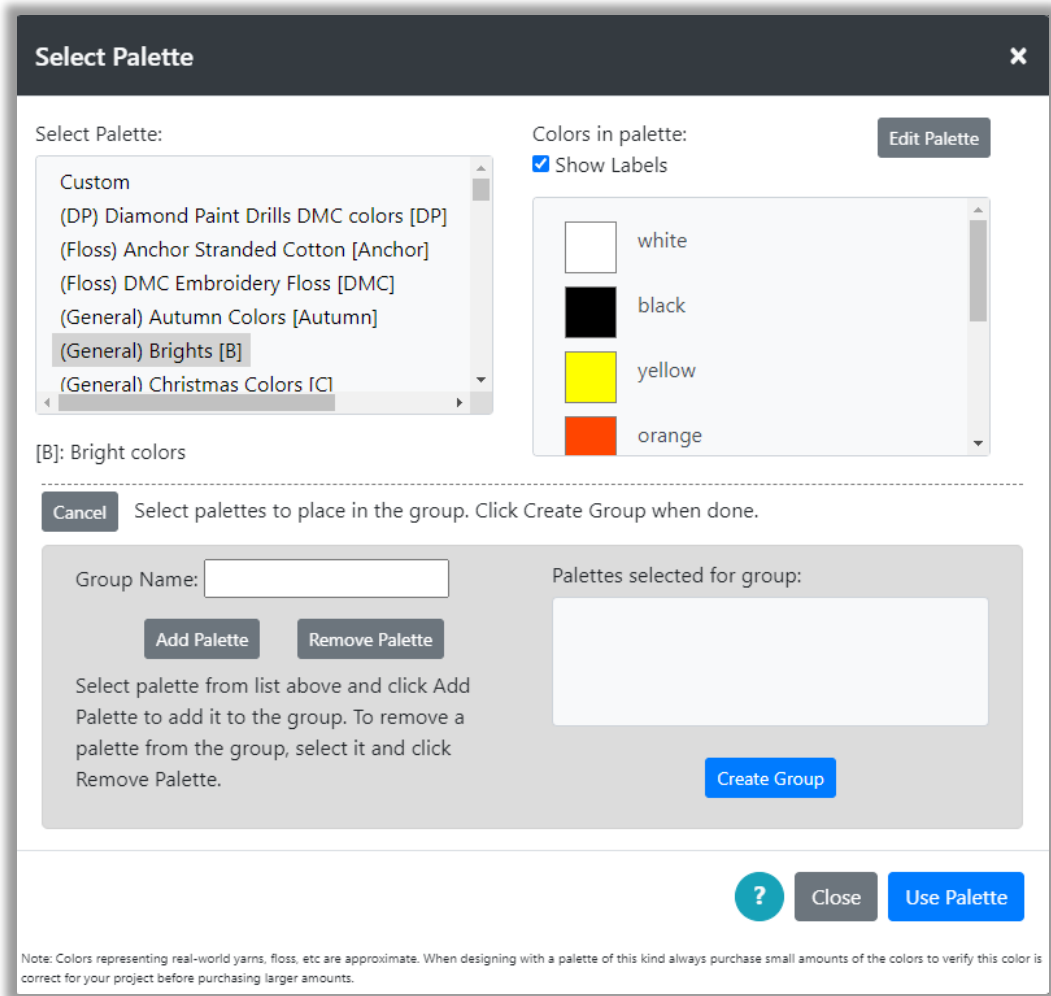 Select Palette
×
Select Palette:
Custom
(DP) Diamond Paint Drills DMC colors [DP]
(Floss) Anchor Stranded Cotton [Anchor]
(Floss) DMC Embroidery Floss [DMC]
(General) Autumn Colors [Autumn]
(General) Brights [B]
(General) Christmas Colors [C]
[B]: Bright colors
Colors in palette:
Edit Palette
Show Labels
white
black
yellow
orange
Cancel Select palettes to place in the group. Click Create Group when done.
Group Name:
Add Palette Remove Palette
Select palette from list above and click Add
Palette to add it to the group. To remove a
palette from the group, select it and click
Remove Palette.
Palettes selected for group:
Create Group
? Close Use Palette
Note: Colors representing real-world yarns, floss, etc are approximate. When designing with a palette of this kind always purchase small amounts of the colors to verify this color is
correct for your project before purchasing larger amounts.